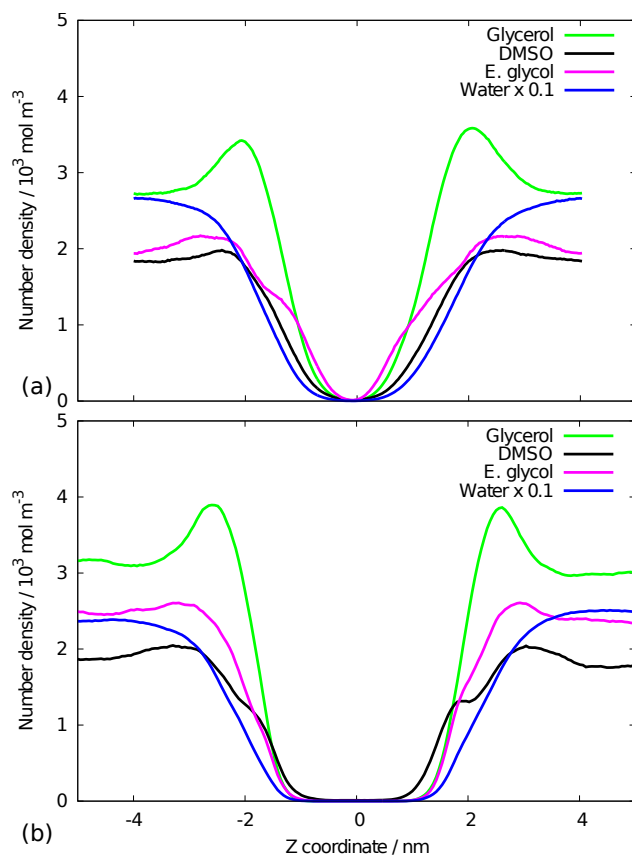 5
4
3
2
1
0
Number density / 10³ mol m⁻³
Glycerol
DMSO
E. glycol
Water x 0.1
(a)
5
4
3
2
1
0
Number density / 10³ mol m⁻³
Glycerol
DMSO
E. glycol
Water x 0.1
(b)
-4 -2 0 2 4
Z coordinate / nm